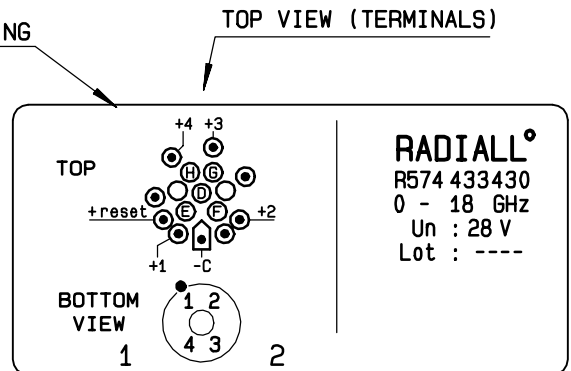 NG
TOP VIEW (TERMINALS)
+4 +3
TOP
H G
D
+reset E F +2
+1 -C
BOTTOM
VIEW
1 2
4 3
1 2
RADIALL°
R574 433430
0 - 18 GHz
Un : 28 V
Lot : ----